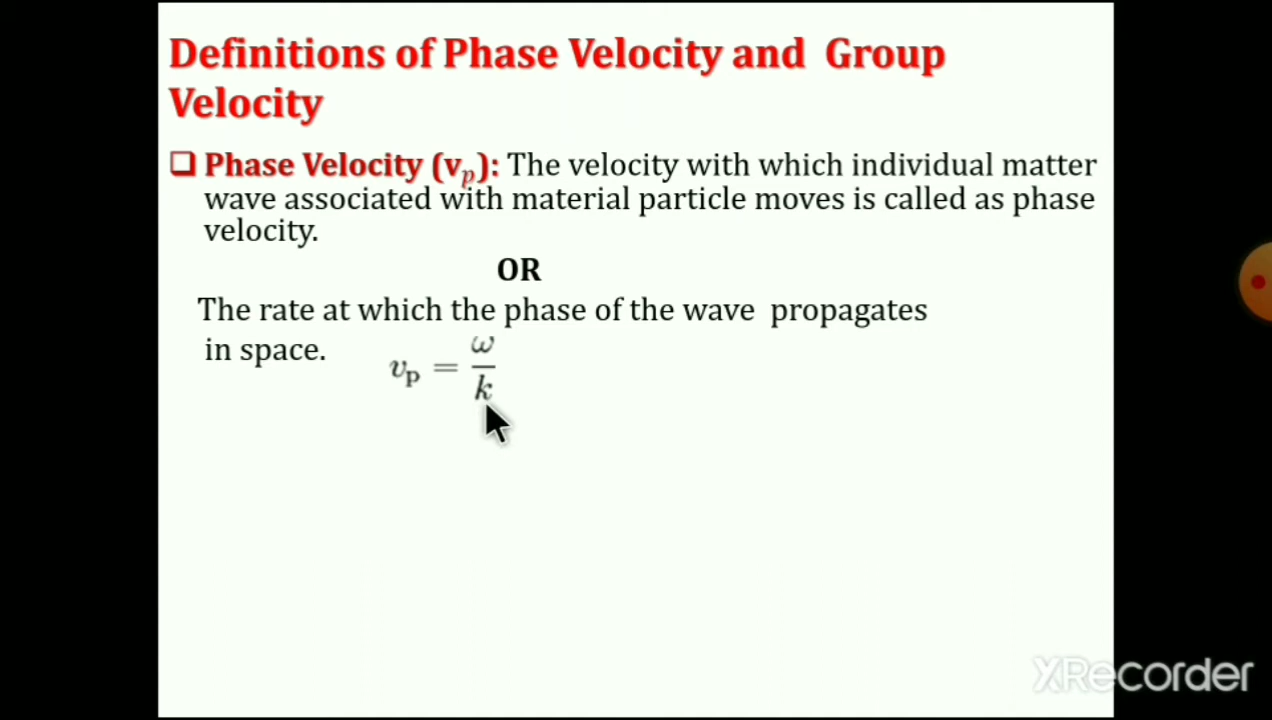 Definitions of Phase Velocity and Group
Velocity
❑ Phase Velocity (vₚ): The velocity with which individual matter
wave associated with material particle moves is called as phase
velocity.
OR
The rate at which the phase of the wave propagates
in space.
vₚ = ω/k
XRecorder